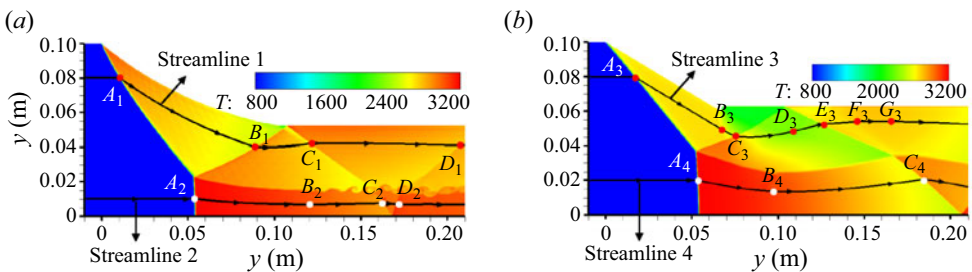 (a)
0.10
0.08
0.06
0.04
0.02
0
y (m)
Streamline 1
T: 800 1600 2400 3200
A1
B1
C1
D1
A2
B2
C2
D2
0 0.05 0.10 0.15 0.20
Streamline 2
y (m)
(b)
0.10
0.08
0.06
0.04
0.02
0
y (m)
Streamline 3
T: 800 2000 3200
A3
B3
C3
D3
E3
F3
G3
A4
B4
C4
0 0.05 0.10 0.15 0.20
Streamline 4
y (m)